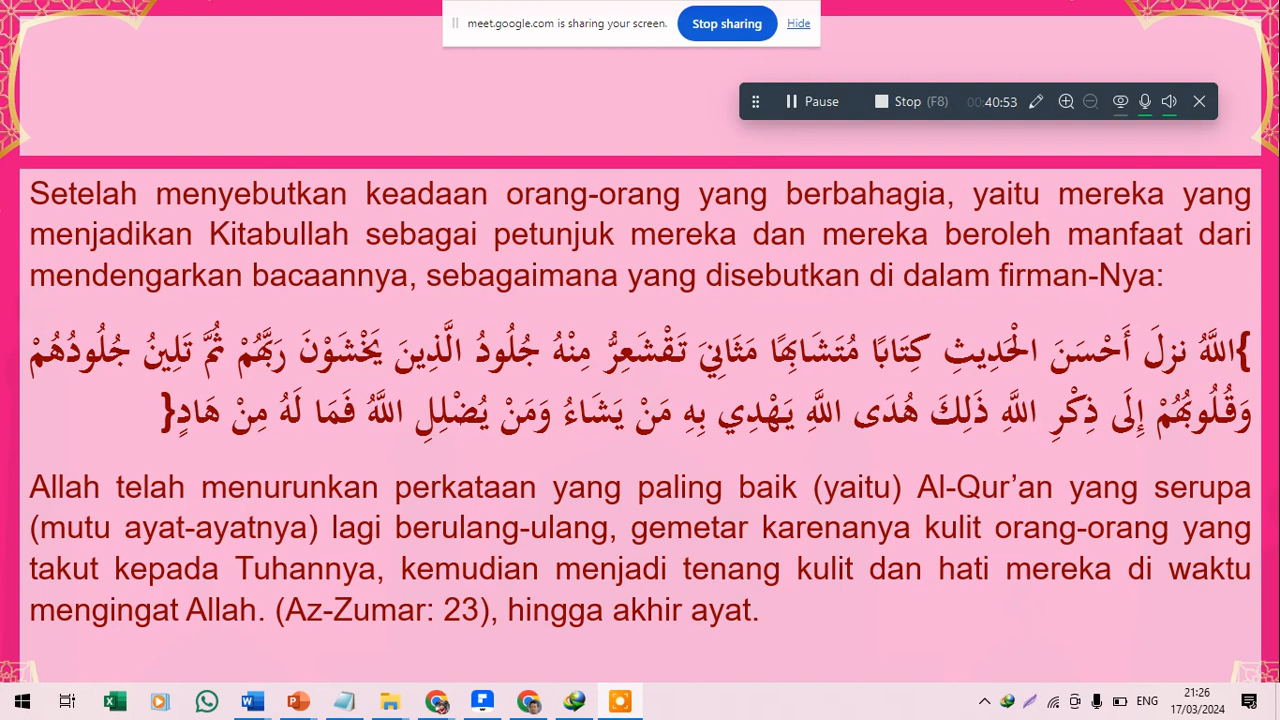 meet.google.com is sharing your screen. Stop sharing Hide
Pause Stop (F8) 00:40:53
Setelah menyebutkan keadaan orang-orang yang berbahagia, yaitu mereka yang
menjadikan Kitabullah sebagai petunjuk mereka dan mereka beroleh manfaat dari
mendengarkan bacaannya, sebagaimana yang disebutkan di dalam firman-Nya:
}اللَّهُ نزلَ أَحْسَنَ الْحَدِيثِ كِتَابًا مُتَشَابِهًا مَثَانِيَ تَقْشَعِرُّ مِنْهُ جُلُودُ الَّذِينَ يَخْشَوْنَ رَبَّهُمْ ثُمَّ تَلِينُ جُلُودُهُمْ
وَقُلُوبُهُمْ إِلَى ذِكْرِ اللَّهِ ذَلِكَ هُدَى اللَّهِ يَهْدِي بِهِ مَنْ يَشَاءُ وَمَنْ يُضْلِلِ اللَّهُ فَمَا لَهُ مِنْ هَادٍ{
Allah telah menurunkan perkataan yang paling baik (yaitu) Al-Qur’an yang serupa
(mutu ayat-ayatnya) lagi berulang-ulang, gemetar karenanya kulit orang-orang yang
takut kepada Tuhannya, kemudian menjadi tenang kulit dan hati mereka di waktu
mengingat Allah. (Az-Zumar: 23), hingga akhir ayat.
ENG
21:26
17/03/2024